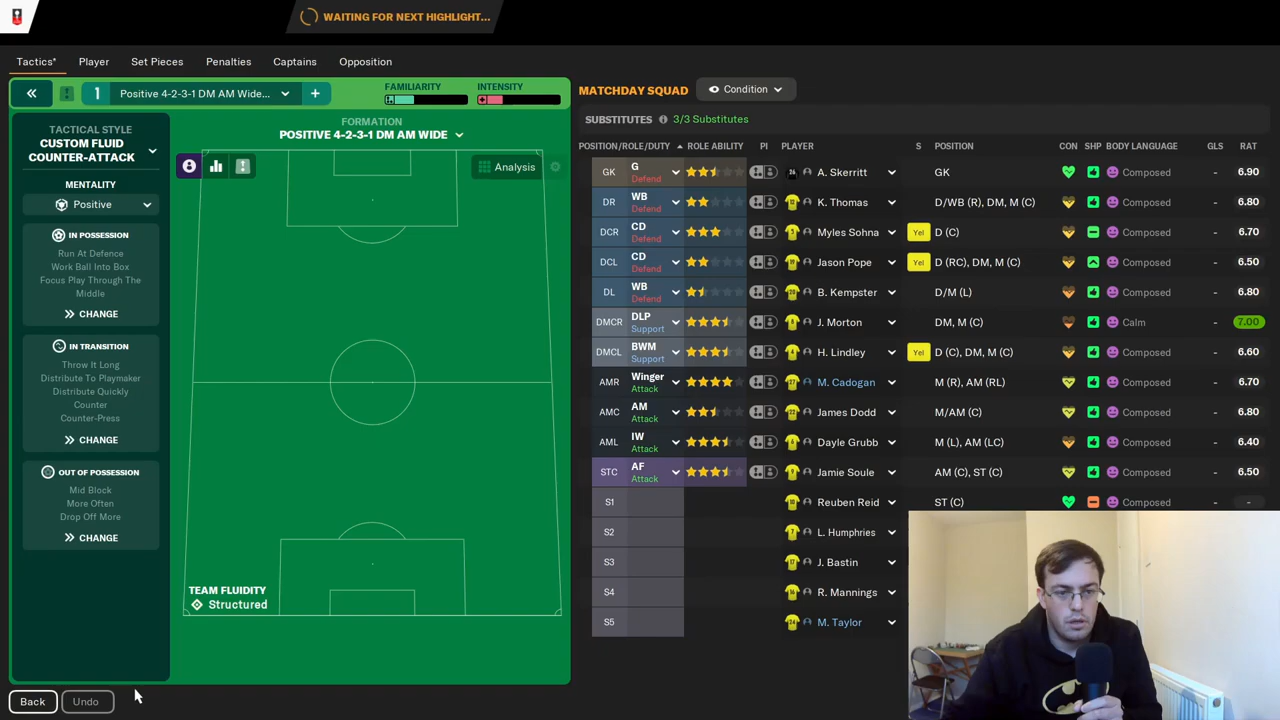 WAITING FOR NEXT HIGHLIGHT...
Tactics* Player Set Pieces Penalties Captains Opposition
1 Positive 4-2-3-1 DM AM Wide...
FAMILIARITY INTENSITY
TACTICAL STYLE
CUSTOM FLUID
COUNTER-ATTACK
MENTALITY
Positive
IN POSSESSION
Run At Defence
Work Ball Into Box
Focus Play Through The
Middle
CHANGE
IN TRANSITION
Throw It Long
Distribute To Playmaker
Distribute Quickly
Counter
Counter-Press
CHANGE
OUT OF POSSESSION
Mid Block
More Often
Drop Off More
CHANGE
FORMATION
POSITIVE 4-2-3-1 DM AM WIDE
Analysis
TEAM FLUIDITY
Structured
Back Undo
MATCHDAY SQUAD Condition
SUBSTITUTES 3/3 Substitutes
POSITION/ROLE/DUTY ROLE ABILITY PI PLAYER S POSITION CON SHP BODY LANGUAGE GLS RAT
GK G Defend A. Skerritt GK Composed - 6.90
DR WB Defend K. Thomas D/WB (R), DM, M (C) Composed - 6.80
DCR CD Defend Myles Sohna Yel D (C) Composed - 6.70
DCL CD Defend Jason Pope Yel D (RC), DM, M (C) Composed - 6.50
DL WB Defend B. Kempster D/M (L) Composed - 6.80
DMCR DLP Support J. Morton DM, M (C) Calm - 7.00
DMCL BWM Support H. Lindley Yel D (C), DM, M (C) Composed - 6.60
AMR Winger Attack M. Cadogan M (R), AM (RL) Composed - 6.70
AMC AM Attack James Dodd M/AM (C) Composed - 6.80
AML IW Attack Dayle Grubb M (L), AM (LC) Composed - 6.40
STC AF Attack Jamie Soule AM (C), ST (C) Composed - 6.50
S1 Reuben Reid ST (C) Composed - -
S2 L. Humphries
S3 J. Bastin
S4 R. Mannings
S5 M. Taylor